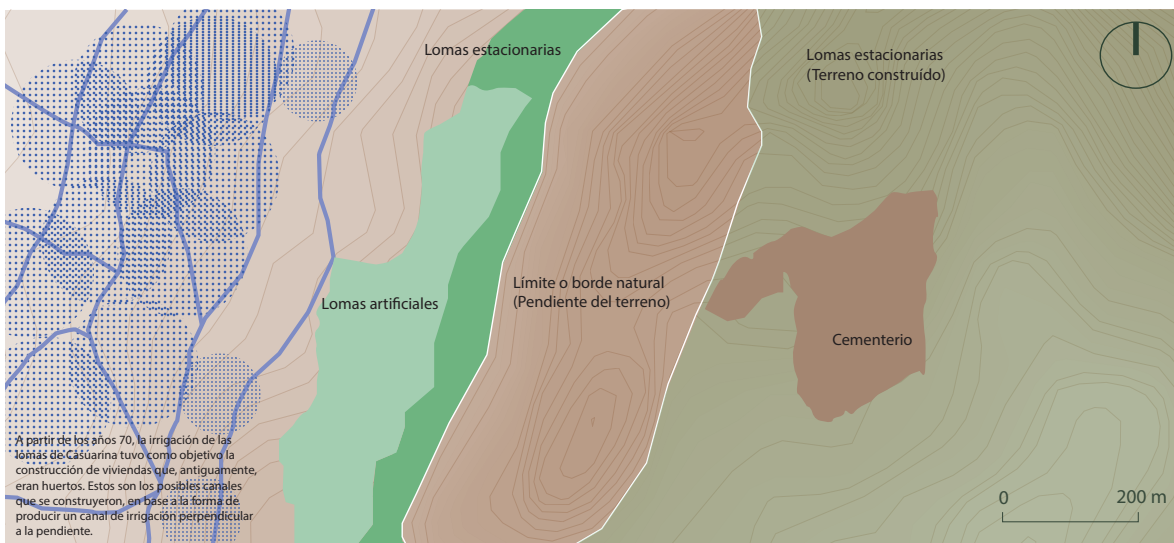 Lomas estacionarias
Lomas estacionarias
(Terreno construído)
Límite o borde natural
(Pendiente del terreno)
Lomas artificiales
Cementerio
A partir de los años 70, la irrigación de las
lomas de Casuarina tuvo como objetivo la
construcción de viviendas que, antiguamente,
eran huertos. Estos son los posibles canales
que se construyeron, en base a la forma de
producir un canal de irrigación perpendicular
a la pendiente.
0 200 m